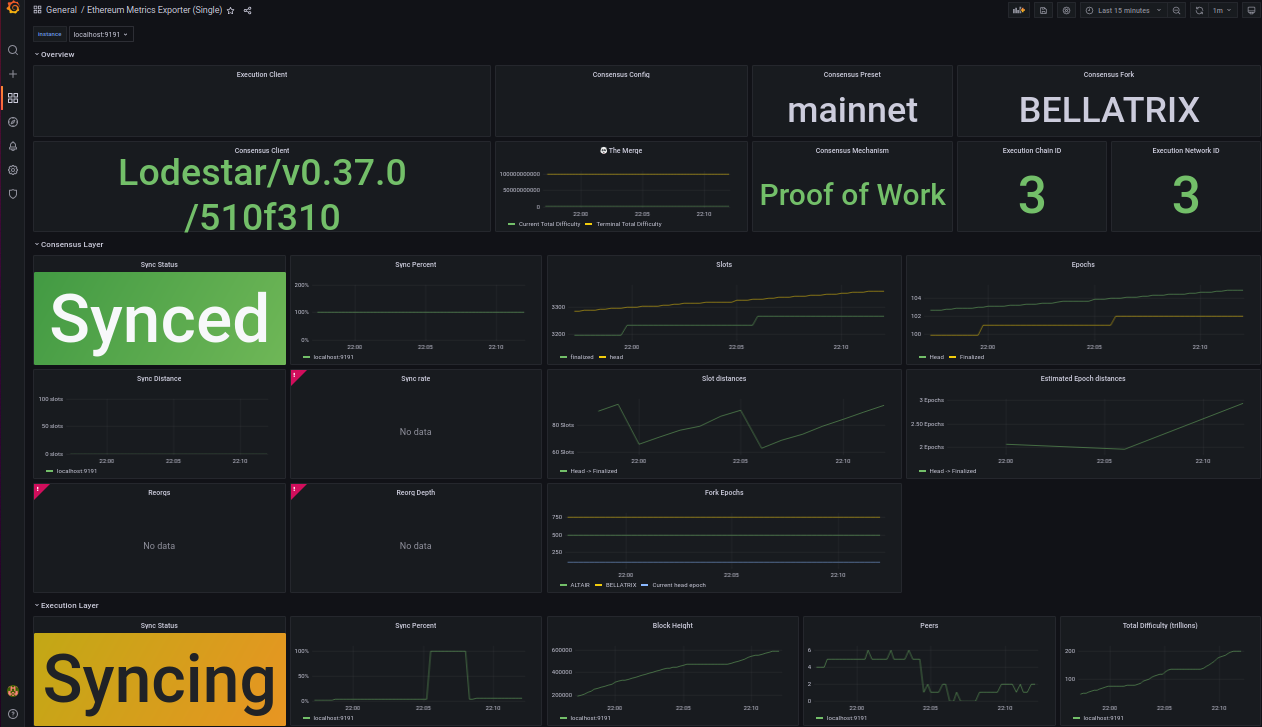 General / Ethereum Metrics Exporter (Single)
Last 15 minutes
1m
Instance
localhost:9191
Overview
Execution Client
Consensus Config
Consensus Preset
mainnet
Consensus Fork
BELLATRIX
Consensus Client
Lodestar/v0.37.0
/510f310
The Merge
100000000000
50000000000
0
22:00 22:05 22:10
Current Total Difficulty Terminal Total Difficulty
Consensus Mechanism
Proof of Work
Execution Chain ID
3
Execution Network ID
3
Consensus Layer
Sync Status
Synced
Sync Percent
200%
100%
0%
22:00 22:05 22:10
localhost:9191
Slots
3300
3200
22:00 22:05 22:10
finalized head
Epochs
104
102
100
22:00 22:05 22:10
Head Finalized
Sync Distance
100 slots
50 slots
0 slots
22:00 22:05 22:10
localhost:9191
Sync rate
No data
Slot distances
80 Slots
60 Slots
22:00 22:05 22:10
Head -> Finalized
Estimated Epoch distances
3 Epochs
2.50 Epochs
2 Epochs
22:00 22:05 22:10
Head -> Finalized
Reorgs
No data
Reorg Depth
No data
Fork Epochs
750
500
250
22:00 22:05 22:10
ALTAIR BELLATRIX Current head epoch
Execution Layer
Sync Status
Syncing
Sync Percent
100%
50%
0%
22:00 22:05 22:10
localhost:9191
Block Height
600000
400000
200000
22:00 22:05 22:10
localhost:9191
Peers
6
4
2
0
22:00 22:05 22:10
localhost:9191
Total Difficulty (trillions)
200
100
22:00 22:05 22:10
localhost:9191